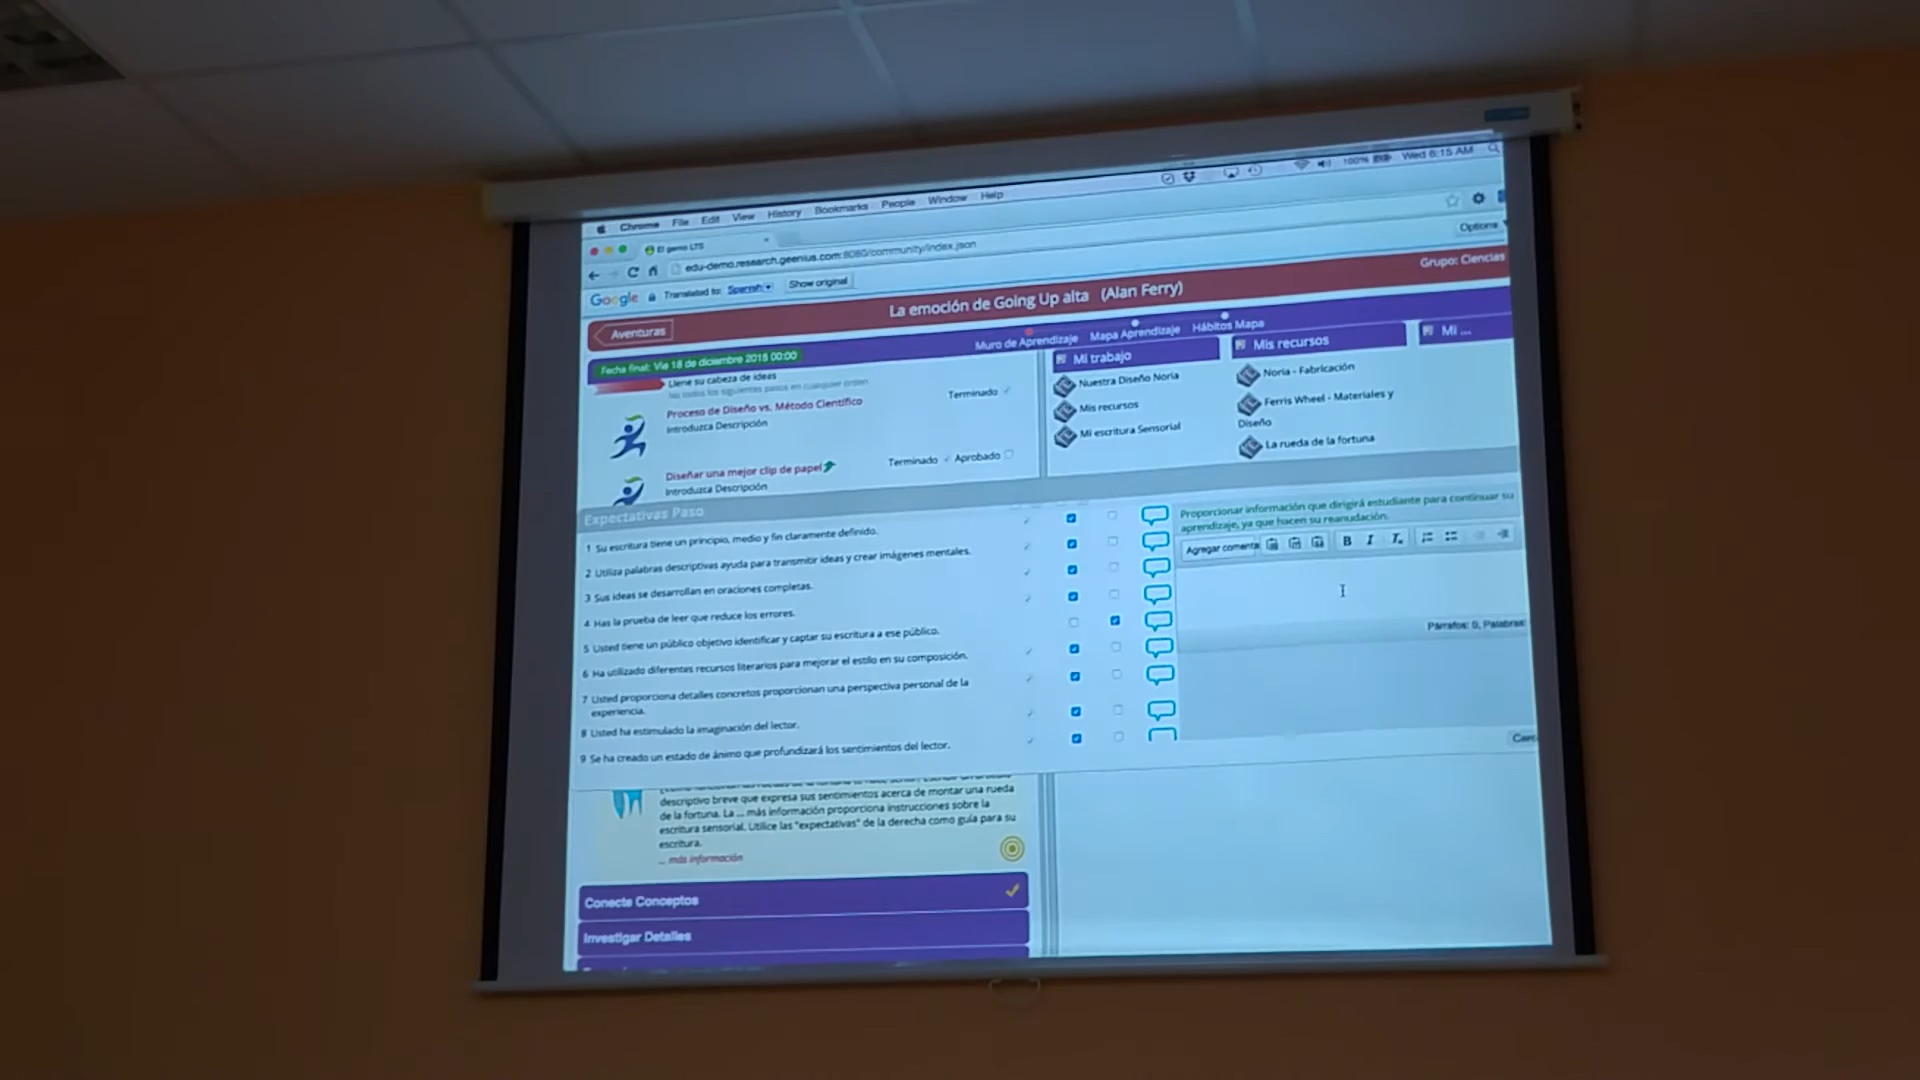 Chrome File Edit View History Bookmarks People Window Help
100% Wed 6:15 AM
El genio LTS
edu-demo.research.geenius.com:8080/community/index.json
Options
Google Translated to: Spanish Show original
Aventuras
La emoción de Going Up alta (Alan Ferry)
Grupo: Ciencias
Fecha final: Vie 18 de diciembre 2015 00:00
Muro de Aprendizaje Mapa Aprendizaje Hábitos Mapa
Llene su cabeza de ideas
Proceso de Diseño vs. Método Científico
Introduzca Descripción
Terminado
Diseñar una mejor clip de papel
Introduzca Descripción
Terminado Aprobado
Mi trabajo
Nuestra Diseño Noria
Mis recursos
Mi escritura Sensorial
Mis recursos
Noria - Fabricación
Ferris Wheel - Materiales y
Diseño
La rueda de la fortuna
Mi ...
Expectativas Paso
1 Su escritura tiene un principio, medio y fin claramente definido.
2 Utiliza palabras descriptivas ayuda para transmitir ideas y crear imágenes mentales.
3 Sus ideas se desarrollan en oraciones completas.
4 Has la prueba de leer que reduce los errores.
5 Usted tiene un público objetivo identificar y captar su escritura a ese público.
6 Ha utilizado diferentes recursos literarios para mejorar el estilo en su composición.
7 Usted proporciona detalles concretos proporcionan una perspectiva personal de la
experiencia.
8 Usted ha estimulado la imaginación del lector.
9 Se ha creado un estado de ánimo que profundizará los sentimientos del lector.
Proporcionar información que dirigirá estudiante para continuar su
aprendizaje, ya que hacen su reanudación.
Agregar comenta
B I
Párrafos: 0, Palabras:
descriptivo breve que expresa sus sentimientos acerca de montar una rueda
de la fortuna. La ... más información proporciona instrucciones sobre la
escritura sensorial. Utilice las "expectativas" de la derecha como guía para su
escritura.
... más información
Conecte Conceptos
Investigar Detalles